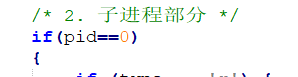 /* 2. 子进程部分 */
if(pid==0)
{